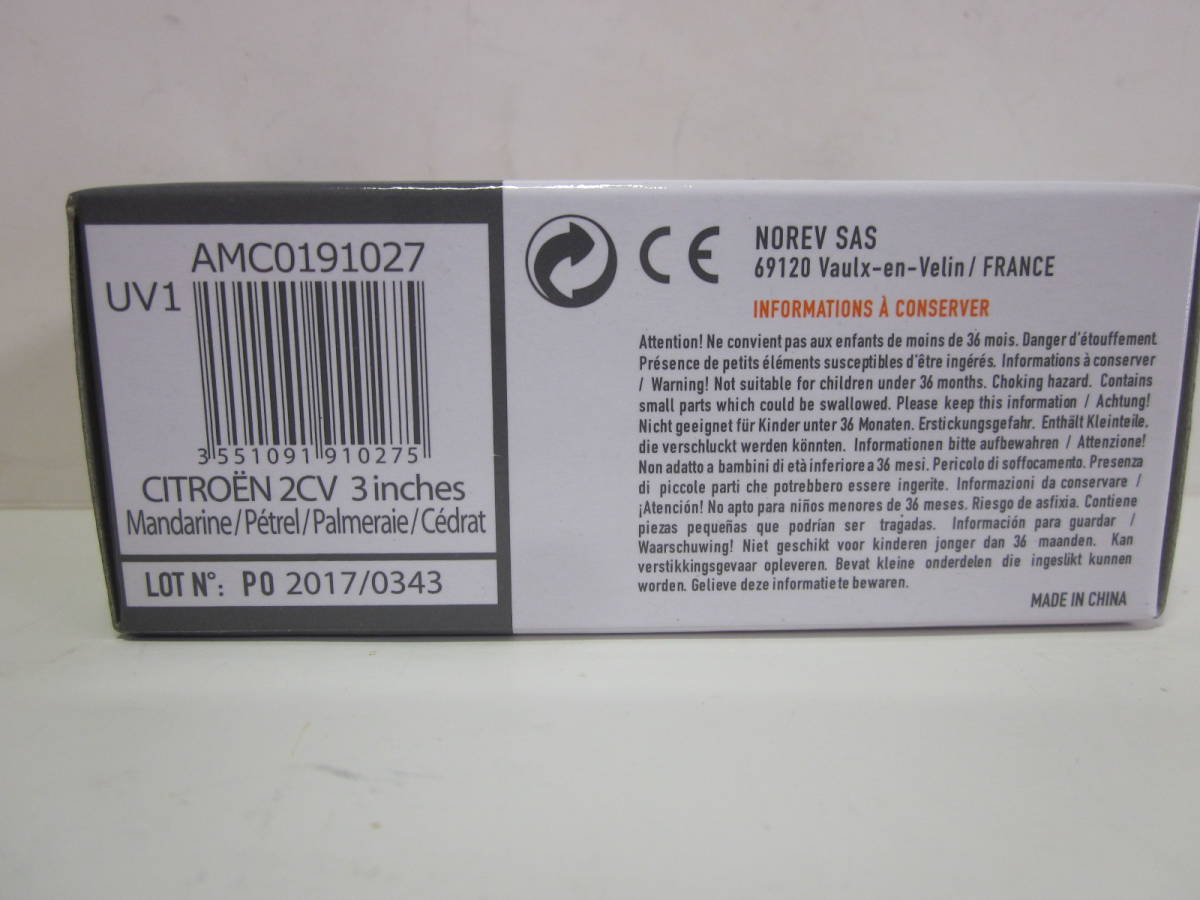 AMC0191027
UV1
3 551091 910275
CITROËN 2CV 3 inches
Mandarine/Pétrel/Palmeraie/Cédrat
LOT N°: PO 2017/0343
CE
NOREV SAS
69120 Vaulx-en-Velin / FRANCE
INFORMATIONS À CONSERVER
Attention! Ne convient pas aux enfants de moins de 36 mois. Danger d'étouffement
Présence de petits éléments susceptibles d'être ingérés. Informations à conserver
/ Warning! Not suitable for children under 36 months. Choking hazard. Contains
small parts which could be swallowed. Please keep this information / Achtung!
Nicht geeignet für Kinder unter 36 Monaten. Erstickungsgefahr. Enthält Kleinteile,
die verschluckt werden könnten. Informationen bitte aufbewahren / Attenzione!
Non adatto a bambini di età inferiore a 36 mesi. Pericolo di soffocamento. Presenza
di piccole parti che potrebbero essere ingerite. Informazioni da conservare /
¡Atención! No apto para niños menores de 36 meses. Riesgo de asfixia. Contiene
piezas pequeñas que podrían ser tragadas. Información para guardar /
Waarschuwing! Niet geschikt voor kinderen jonger dan 36 maanden. Kan
verstikkingsgevaar opleveren. Bevat kleine onderdelen die ingeslikt kunnen
worden. Gelieve deze informatie te bewaren.
MADE IN CHINA